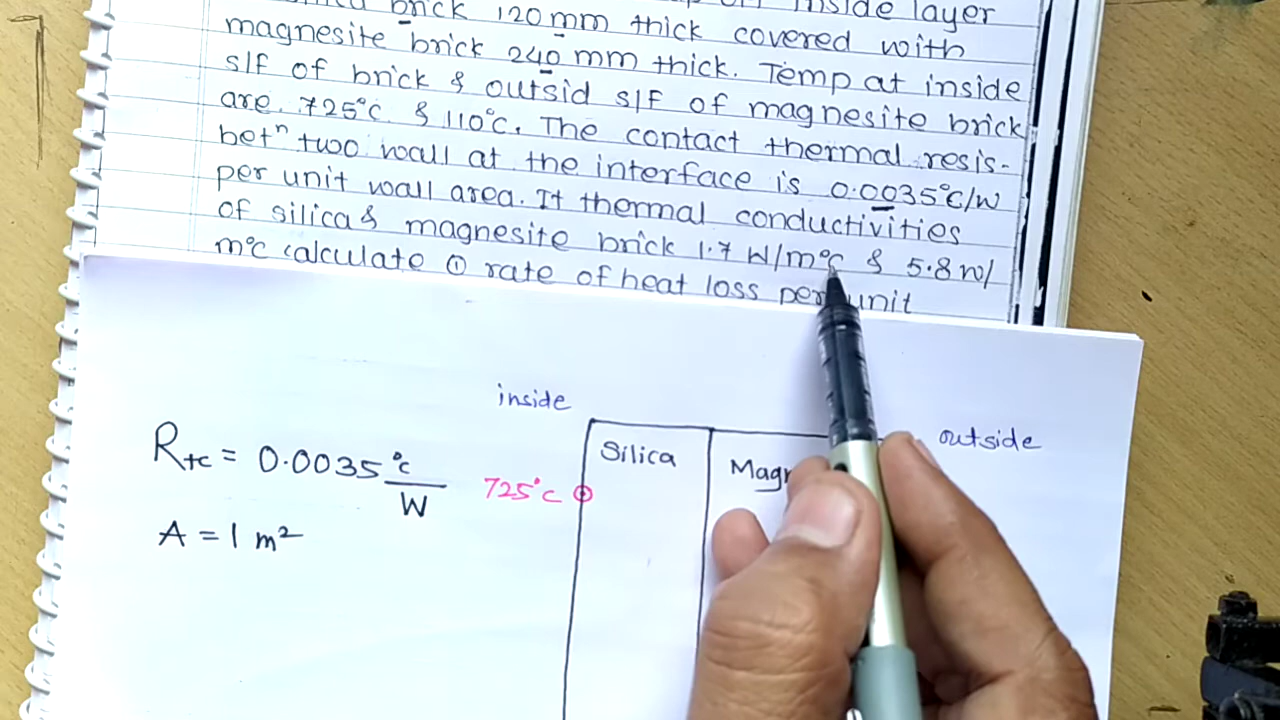 inside layer
brick 120mm thick covered with
magnesite brick 240 mm thick. Temp at inside
s/f of brick & outsid s/f of magnesite brick
are 725°c & 110°c. The contact thermal resis-
betⁿ two wall at the interface is 0.0035°c/W
per unit wall area. If thermal conductivities
of silica & magnesite brick 1.7 W/m°c & 5.8 w/
m°c calculate ① rate of heat loss per unit
inside
outside
Rtc = 0.0035 °c/W
Silica
Magn
725°c
A = 1 m²